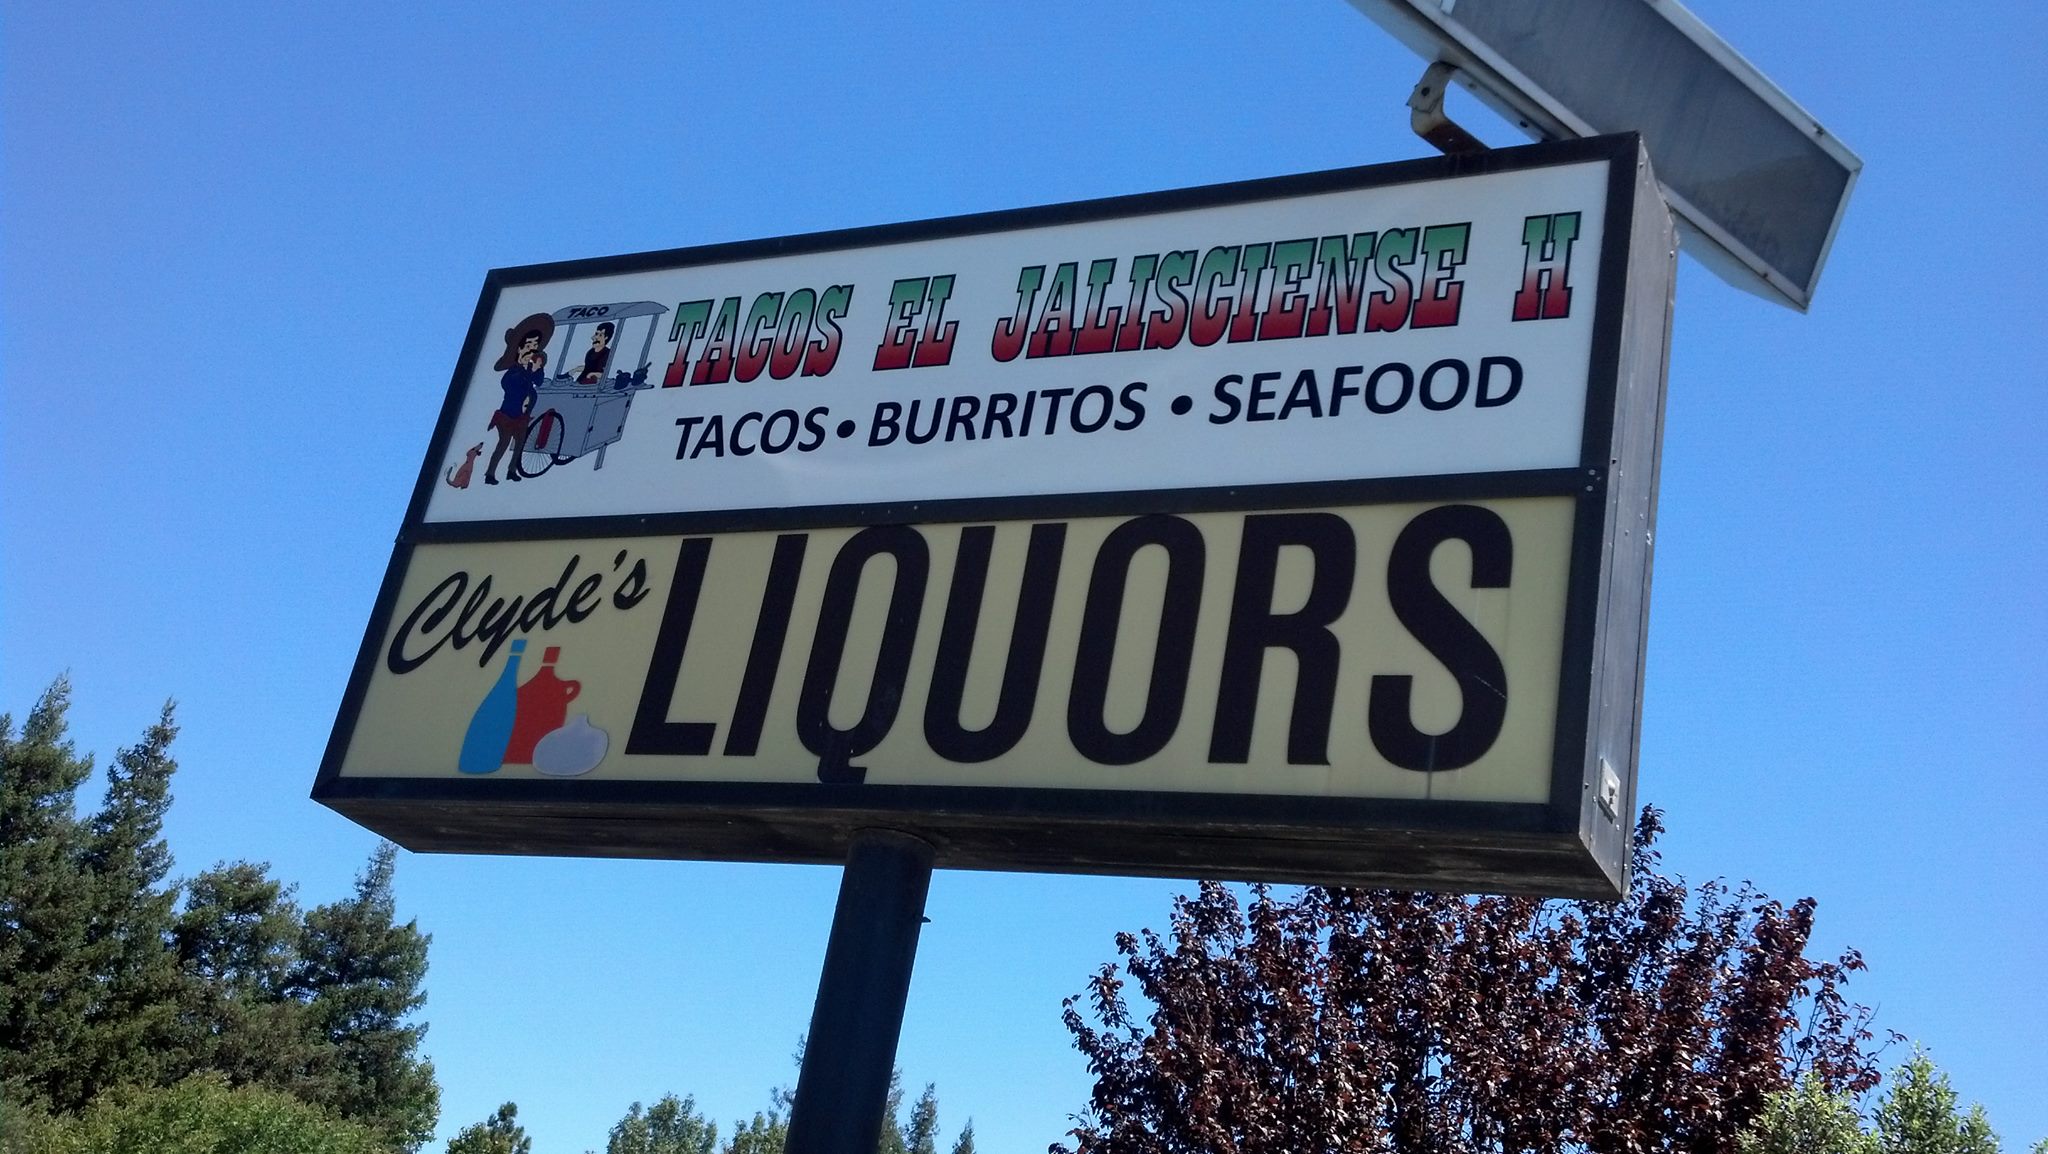 TACO
TACOS EL JALISCIENSE H
TACOS • BURRITOS • SEAFOOD
Clyde's LIQUORS